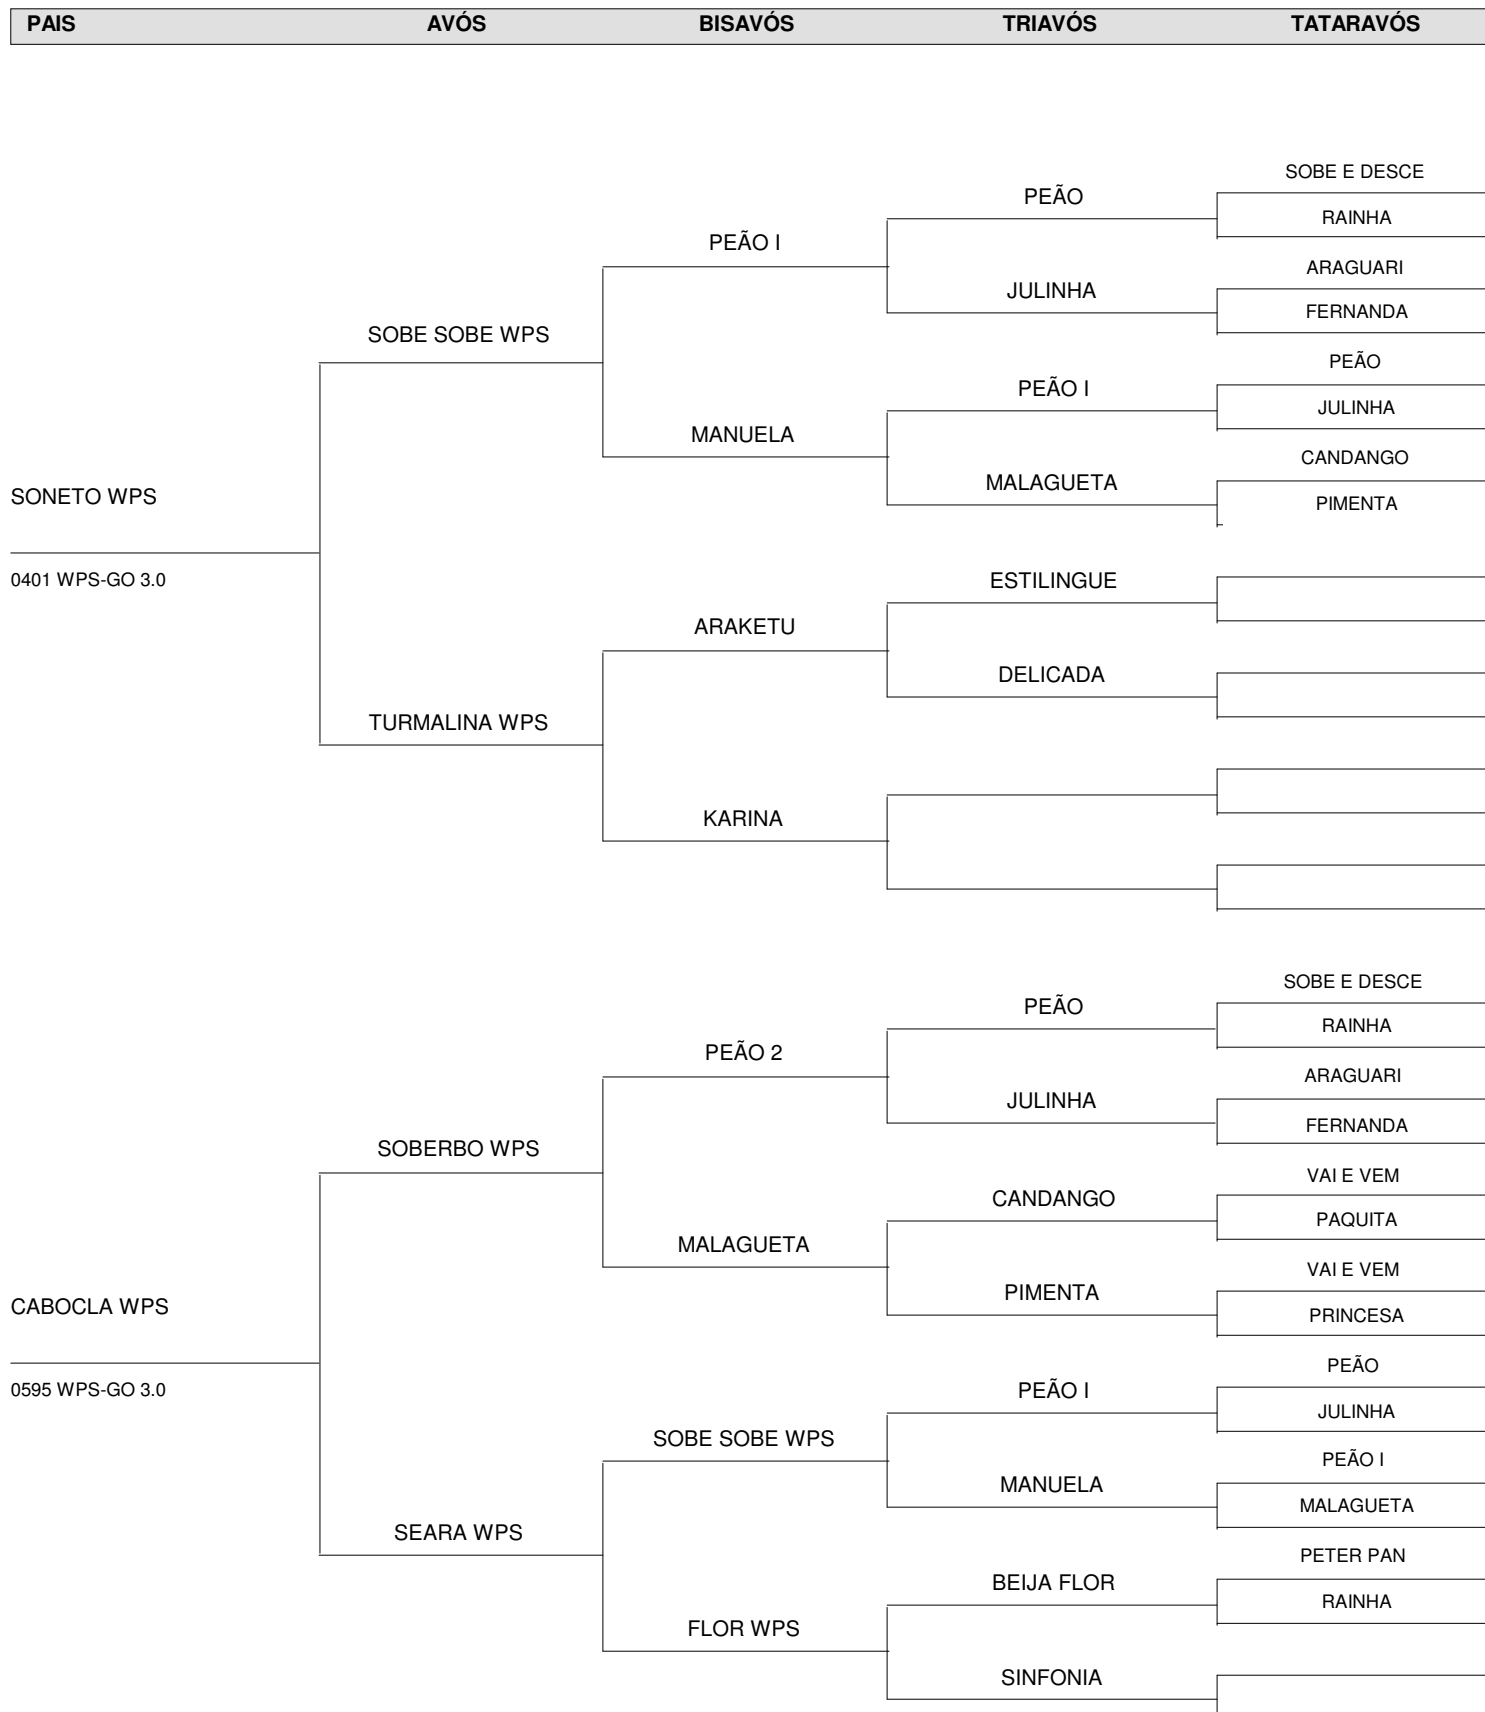 PAIS AVÓS BISAVÓS TRIAVÓS TATARAVÓS
SOBE E DESCE
PEÃO
RAINHA
PEÃO I
ARAGUARI
JULINHA
FERNANDA
SOBE SOBE WPS
PEÃO
PEÃO I
JULINHA
MANUELA
CANDANGO
MALAGUETA
SONETO WPS
PIMENTA
0401 WPS-GO 3.0
ESTILINGUE
ARAKETU
DELICADA
TURMALINA WPS
KARINA
SOBE E DESCE
PEÃO
RAINHA
PEÃO 2
ARAGUARI
JULINHA
FERNANDA
SOBERBO WPS
VAI E VEM
CANDANGO
PAQUITA
MALAGUETA
VAI E VEM
PIMENTA
CABOCLA WPS
PRINCESA
PEÃO
0595 WPS-GO 3.0
PEÃO I
JULINHA
SOBE SOBE WPS
PEÃO I
MANUELA
MALAGUETA
SEARA WPS
PETER PAN
BEIJA FLOR
RAINHA
FLOR WPS
SINFONIA